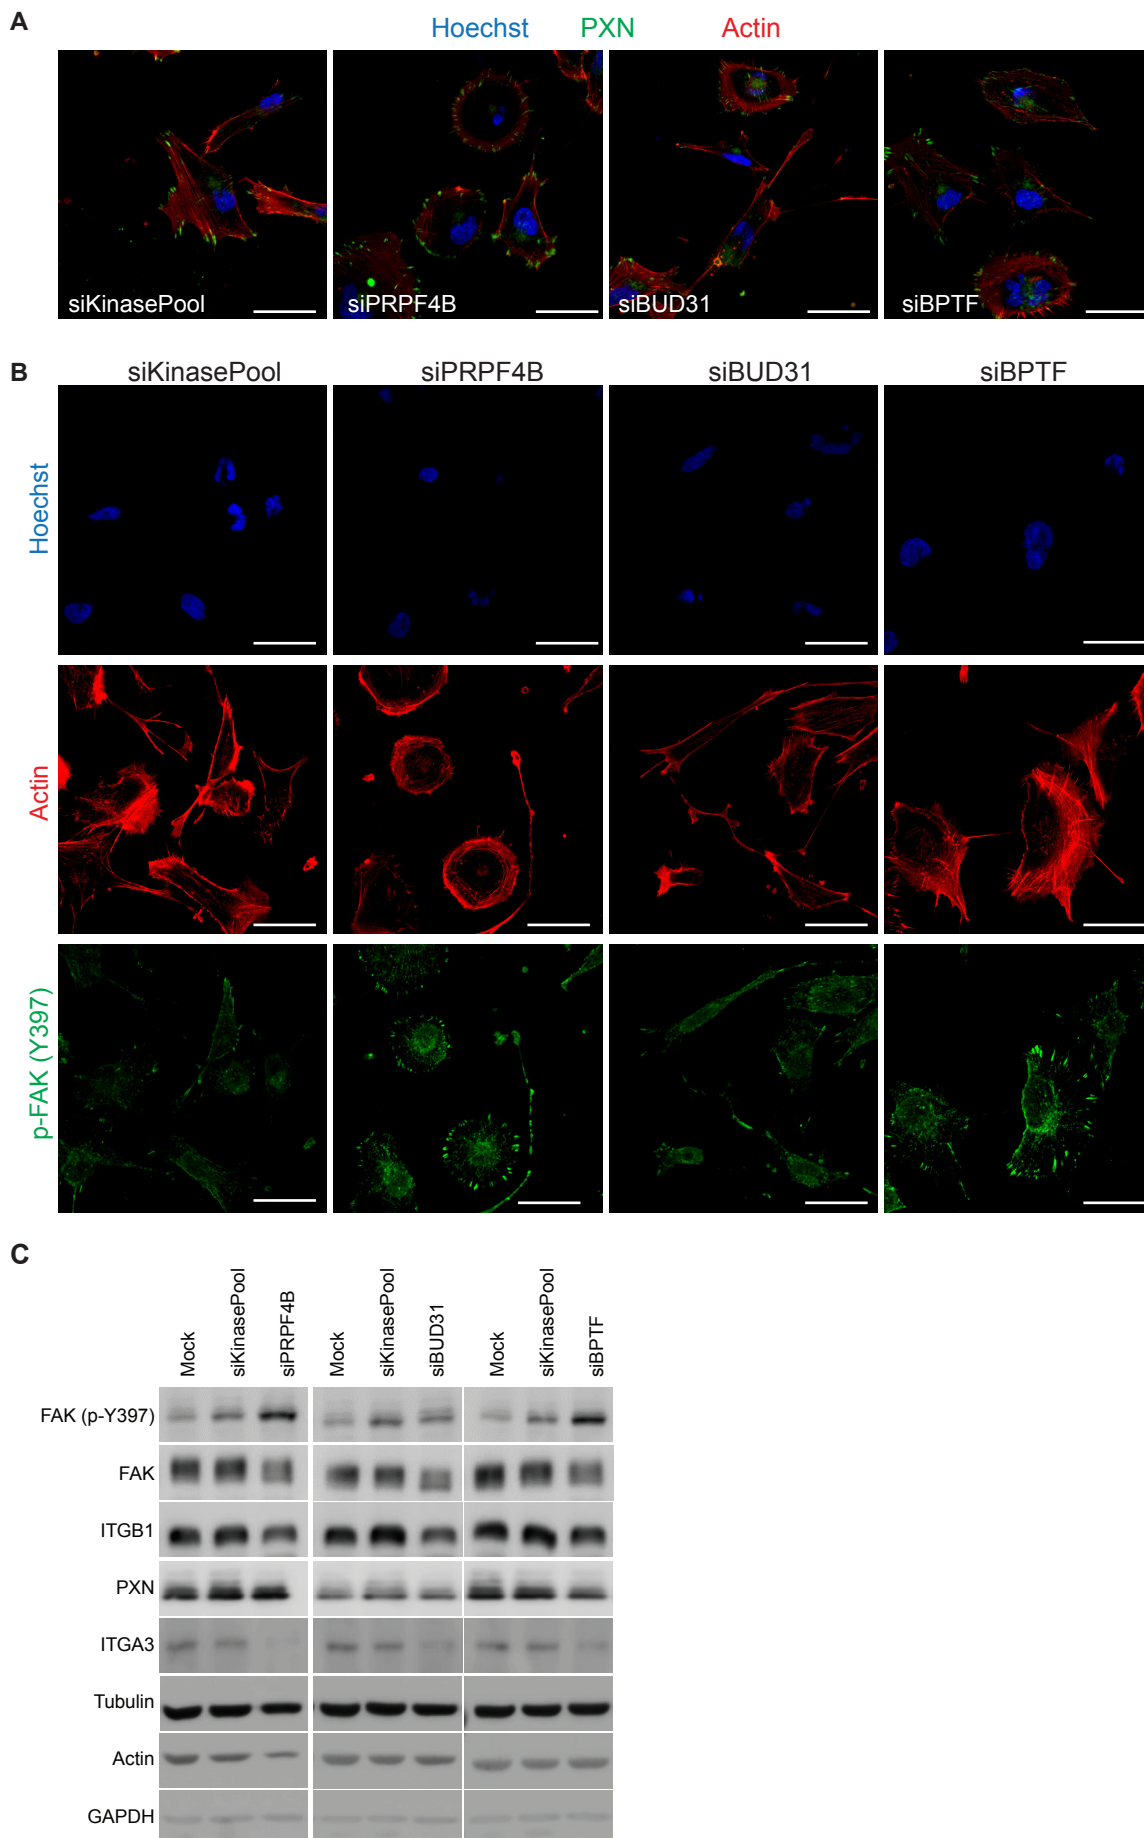 A
Hoechst PXN Actin
siKinasePool siPRPF4B siBUD31 siBPTF
B
siKinasePool siPRPF4B siBUD31 siBPTF
Hoechst
Actin
p-FAK (Y397)
C
Mock siKinasePool siPRPF4B Mock siKinasePool siBUD31 Mock siKinasePool siBPTF
FAK (p-Y397)
FAK
ITGB1
PXN
ITGA3
Tubulin
Actin
GAPDH